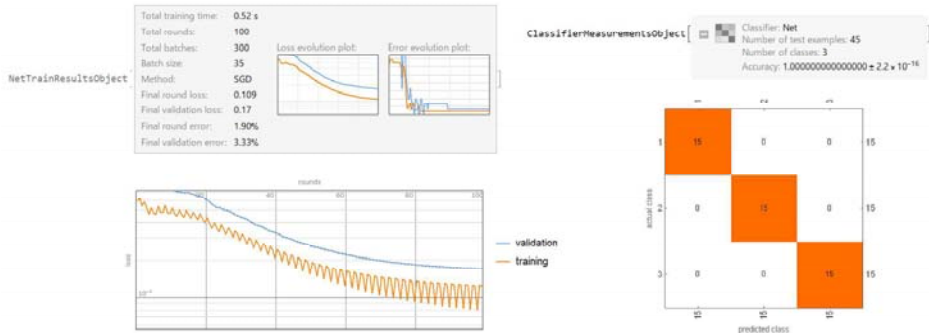 Total training time: 0.52 s
Total rounds: 100
Total batches: 300
Batch size: 35
Method: SGD
Final round loss: 0.109
Final validation loss: 0.17
Final round error: 1.90%
Final validation error: 3.33%
Loss evolution plot: Error evolution plot:
NetTrainResultsObject[ ]
ClassifierMeasurementsObject[ ]
Classifier: Net
Number of test examples: 45
Number of classes: 3
Accuracy: 1.000000000000000 ± 2.2 × 10⁻¹⁶
rounds
20 40 60 80 100
loss
validation
training
1 2 3
1 15 0 0 15
2 0 15 0 15
3 0 0 15 15
15 15 15
actual class
predicted class